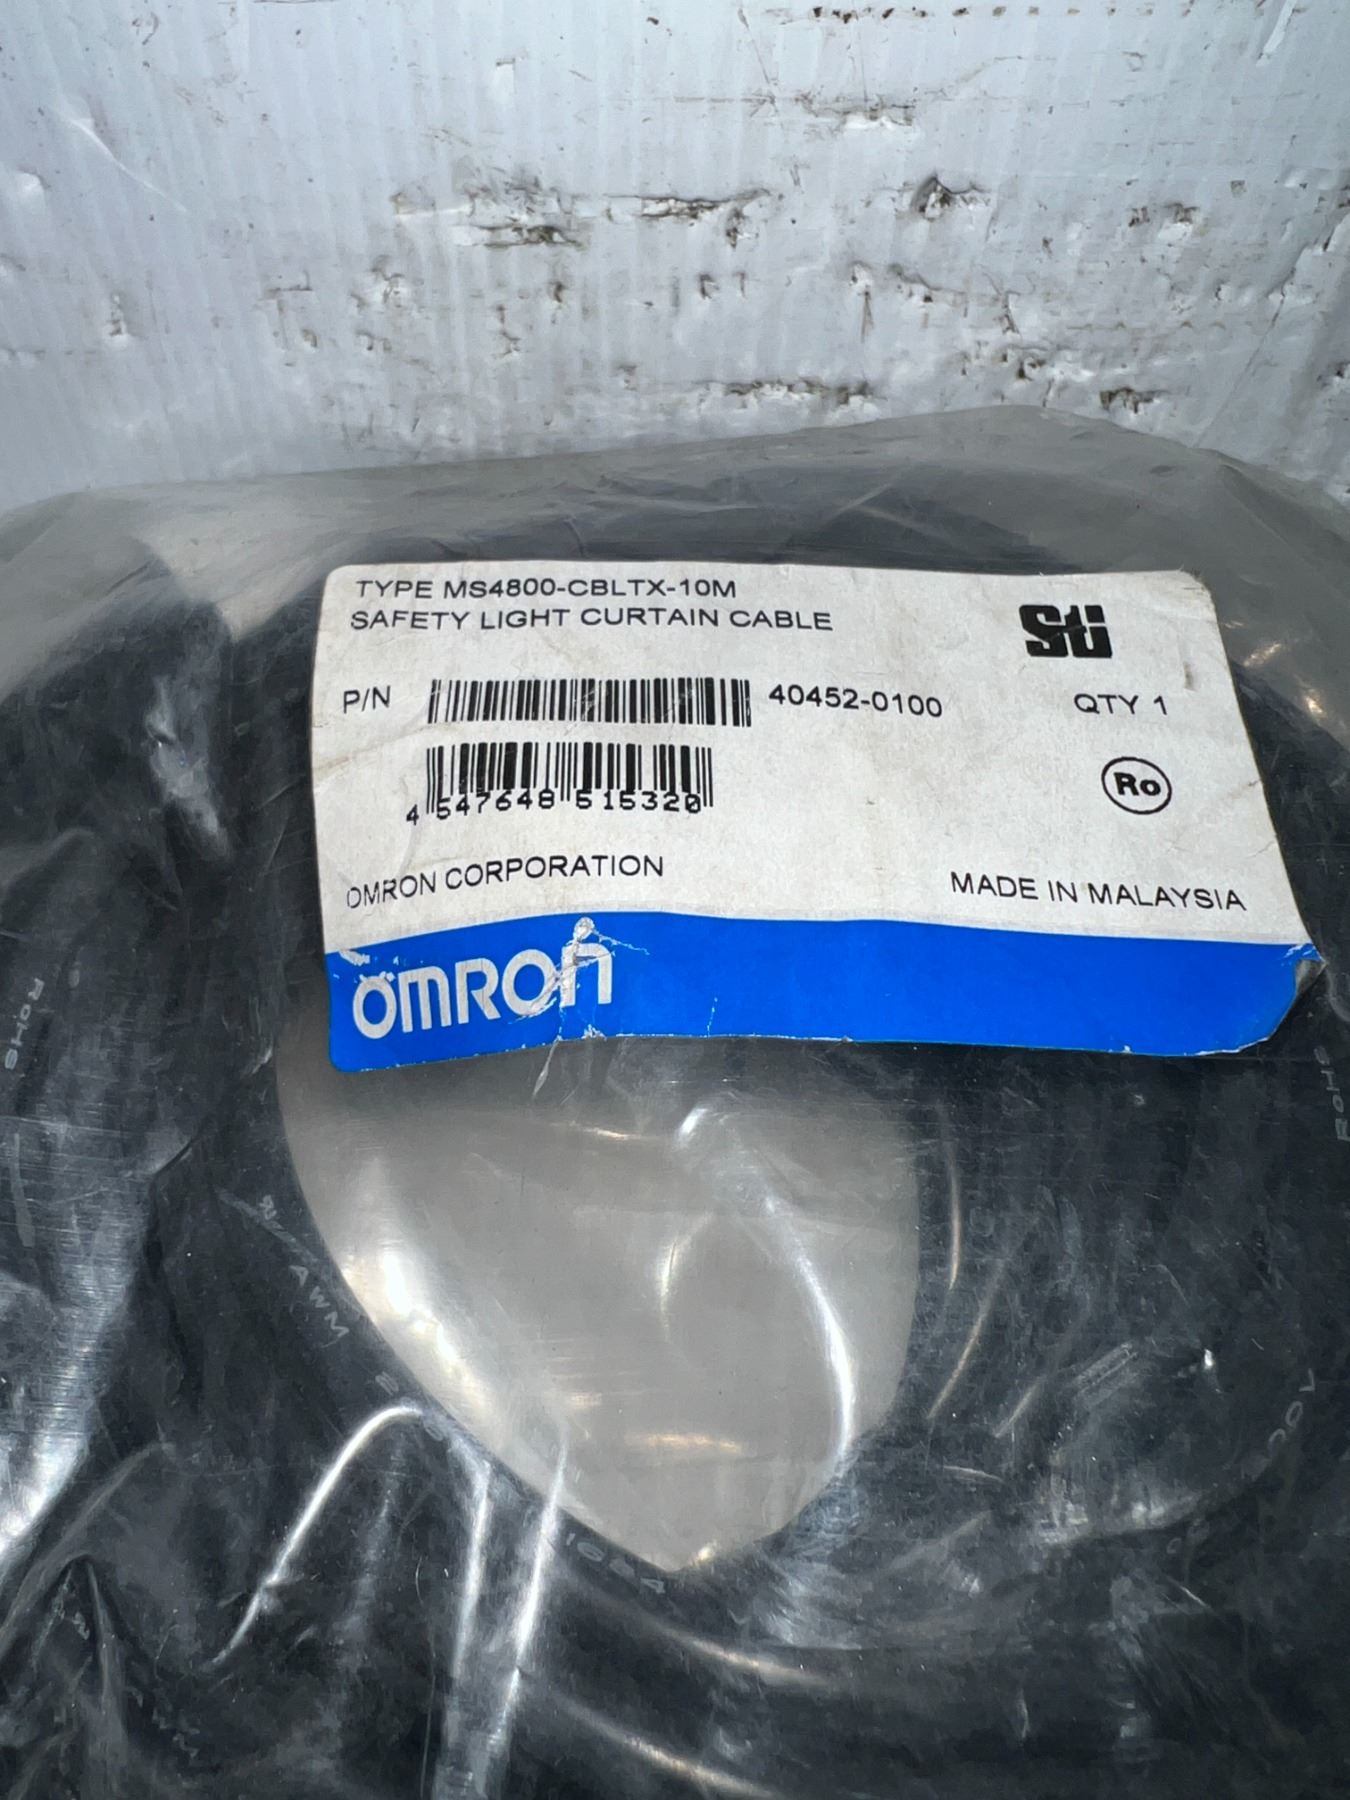 TYPE MS4800-CBLTX-10M
SAFETY LIGHT CURTAIN CABLE
Sti
P/N 40452-0100 QTY 1
4 547648 515320
Ro
OMRON CORPORATION MADE IN MALAYSIA
OMRON
ROHS
ROHS
AWM